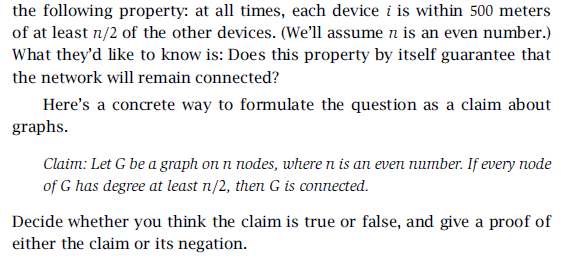 the following property: at all times, each device i is within 500 meters
of at least n/2 of the other devices. (We'll assume n is an even number.)
What they'd like to know is: Does this property by itself guarantee that
the network will remain connected?
Here's a concrete way to formulate the question as a claim about
graphs.
Claim: Let G be a graph on n nodes, where n is an even number. If every node
of G has degree at least n/2, then G is connected.
Decide whether you think the claim is true or false, and give a proof of
either the claim or its negation.